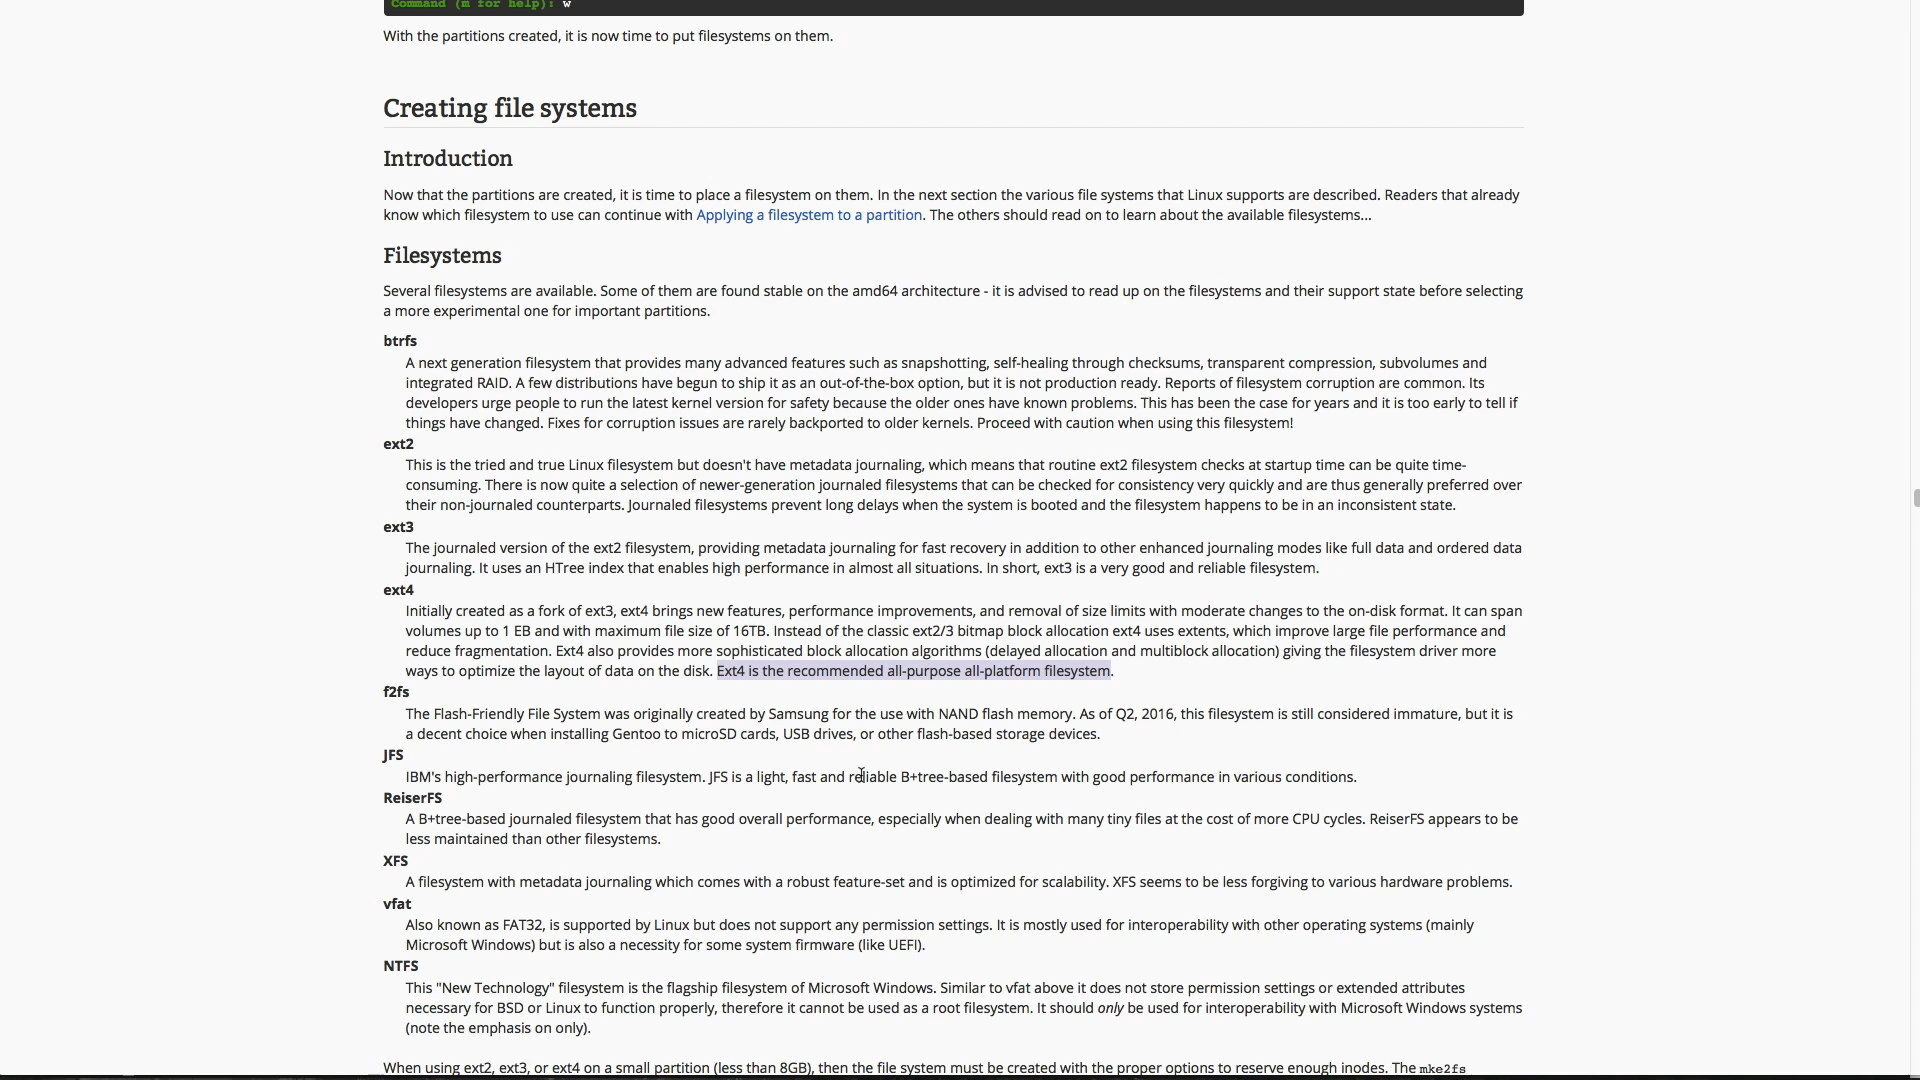 Command (m for help): w
With the partitions created, it is now time to put filesystems on them.
Creating file systems
Introduction
Now that the partitions are created, it is time to place a filesystem on them. In the next section the various file systems that Linux supports are described. Readers that already
know which filesystem to use can continue with Applying a filesystem to a partition. The others should read on to learn about the available filesystems...
Filesystems
Several filesystems are available. Some of them are found stable on the amd64 architecture - it is advised to read up on the filesystems and their support state before selecting
a more experimental one for important partitions.
btrfs
A next generation filesystem that provides many advanced features such as snapshotting, self-healing through checksums, transparent compression, subvolumes and
integrated RAID. A few distributions have begun to ship it as an out-of-the-box option, but it is not production ready. Reports of filesystem corruption are common. Its
developers urge people to run the latest kernel version for safety because the older ones have known problems. This has been the case for years and it is too early to tell if
things have changed. Fixes for corruption issues are rarely backported to older kernels. Proceed with caution when using this filesystem!
ext2
This is the tried and true Linux filesystem but doesn't have metadata journaling, which means that routine ext2 filesystem checks at startup time can be quite time-
consuming. There is now quite a selection of newer-generation journaled filesystems that can be checked for consistency very quickly and are thus generally preferred over
their non-journaled counterparts. Journaled filesystems prevent long delays when the system is booted and the filesystem happens to be in an inconsistent state.
ext3
The journaled version of the ext2 filesystem, providing metadata journaling for fast recovery in addition to other enhanced journaling modes like full data and ordered data
journaling. It uses an HTree index that enables high performance in almost all situations. In short, ext3 is a very good and reliable filesystem.
ext4
Initially created as a fork of ext3, ext4 brings new features, performance improvements, and removal of size limits with moderate changes to the on-disk format. It can span
volumes up to 1 EB and with maximum file size of 16TB. Instead of the classic ext2/3 bitmap block allocation ext4 uses extents, which improve large file performance and
reduce fragmentation. Ext4 also provides more sophisticated block allocation algorithms (delayed allocation and multiblock allocation) giving the filesystem driver more
ways to optimize the layout of data on the disk. Ext4 is the recommended all-purpose all-platform filesystem.
f2fs
The Flash-Friendly File System was originally created by Samsung for the use with NAND flash memory. As of Q2, 2016, this filesystem is still considered immature, but it is
a decent choice when installing Gentoo to microSD cards, USB drives, or other flash-based storage devices.
JFS
IBM's high-performance journaling filesystem. JFS is a light, fast and reliable B+tree-based filesystem with good performance in various conditions.
ReiserFS
A B+tree-based journaled filesystem that has good overall performance, especially when dealing with many tiny files at the cost of more CPU cycles. ReiserFS appears to be
less maintained than other filesystems.
XFS
A filesystem with metadata journaling which comes with a robust feature-set and is optimized for scalability. XFS seems to be less forgiving to various hardware problems.
vfat
Also known as FAT32, is supported by Linux but does not support any permission settings. It is mostly used for interoperability with other operating systems (mainly
Microsoft Windows) but is also a necessity for some system firmware (like UEFI).
NTFS
This "New Technology" filesystem is the flagship filesystem of Microsoft Windows. Similar to vfat above it does not store permission settings or extended attributes
necessary for BSD or Linux to function properly, therefore it cannot be used as a root filesystem. It should only be used for interoperability with Microsoft Windows systems
(note the emphasis on only).
When using ext2, ext3, or ext4 on a small partition (less than 8GB), then the file system must be created with the proper options to reserve enough inodes. The mke2fs